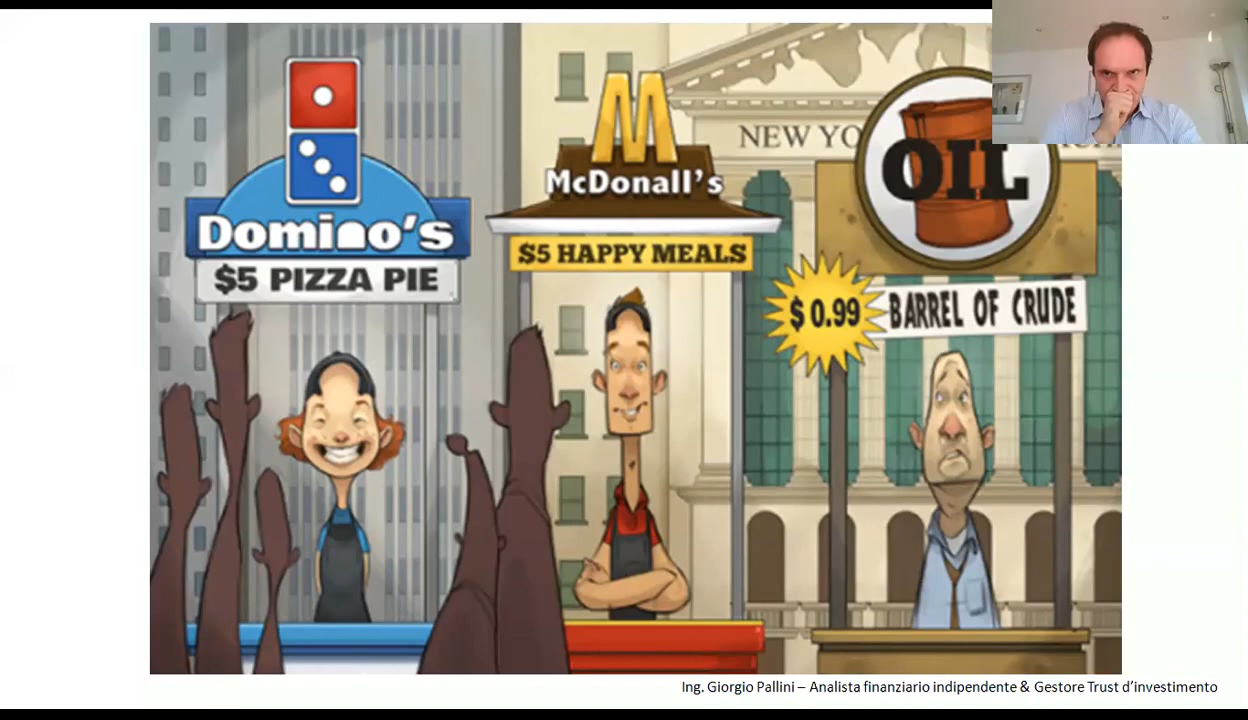 Domino's
$5 PIZZA PIE
M
McDonall's
$5 HAPPY MEALS
NEW YO
OIL
$ 0.99
BARREL OF CRUDE
Ing. Giorgio Pallini – Analista finanziario indipendente & Gestore Trust d'investimento